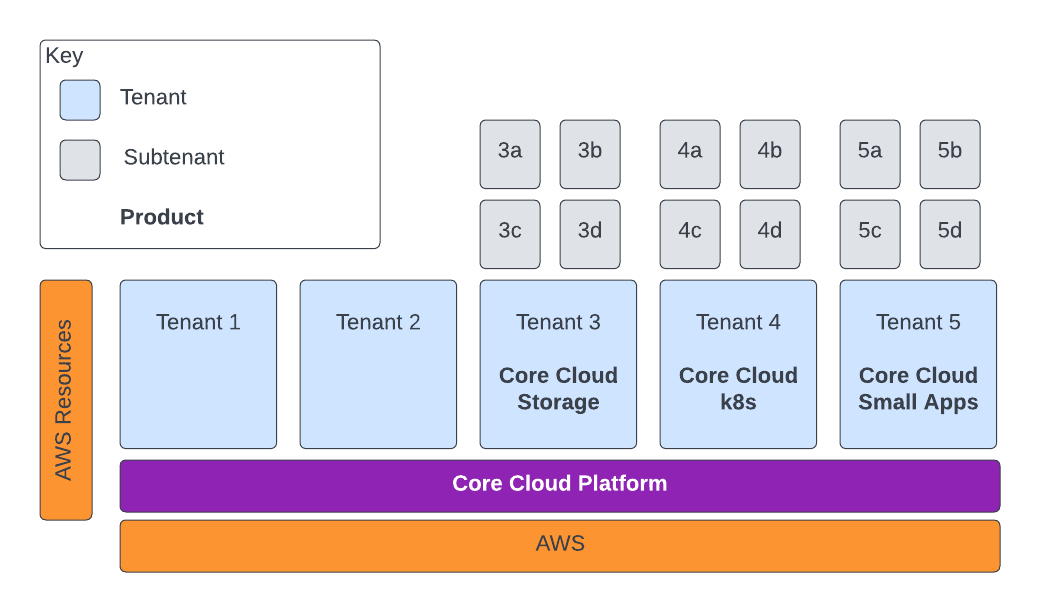 Key
Tenant
Subtenant
Product
3a 3b 4a 4b 5a 5b
3c 3d 4c 4d 5c 5d
AWS Resources
Tenant 1
Tenant 2
Tenant 3
Core Cloud
Storage
Tenant 4
Core Cloud
k8s
Tenant 5
Core Cloud
Small Apps
Core Cloud Platform
AWS